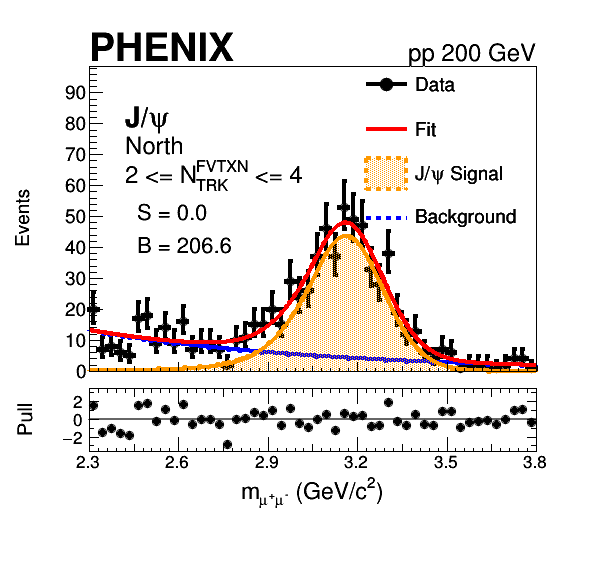 PHENIX pp 200 GeV
Data
Fit
J/ψ Signal
Background
J/ψ
North
2 <= N_TRK^FVTXN <= 4
S = 0.0
B = 206.6
Events
90
80
70
60
50
40
30
20
10
0
Pull
2
0
−2
2.3 2.6 2.9 3.2 3.5 3.8
m_μ⁺μ⁻ (GeV/c²)